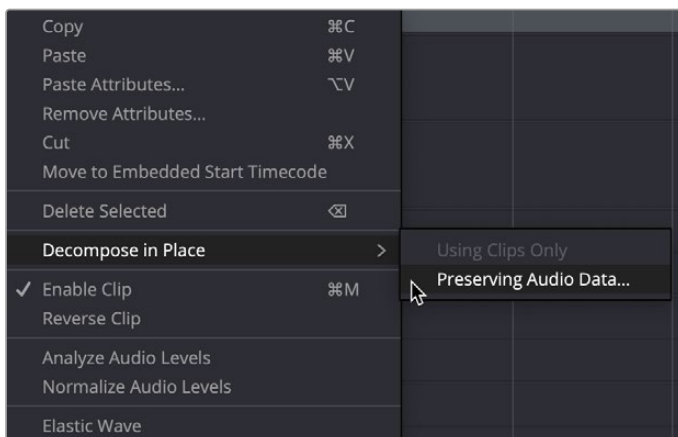 Copy ⌘C
Paste ⌘V
Paste Attributes... ⌥V
Remove Attributes...
Cut ⌘X
Move to Embedded Start Timecode
Delete Selected ⌫
Decompose in Place >
Using Clips Only
Preserving Audio Data...
✓ Enable Clip ⌘M
Reverse Clip
Analyze Audio Levels
Normalize Audio Levels
Elastic Wave